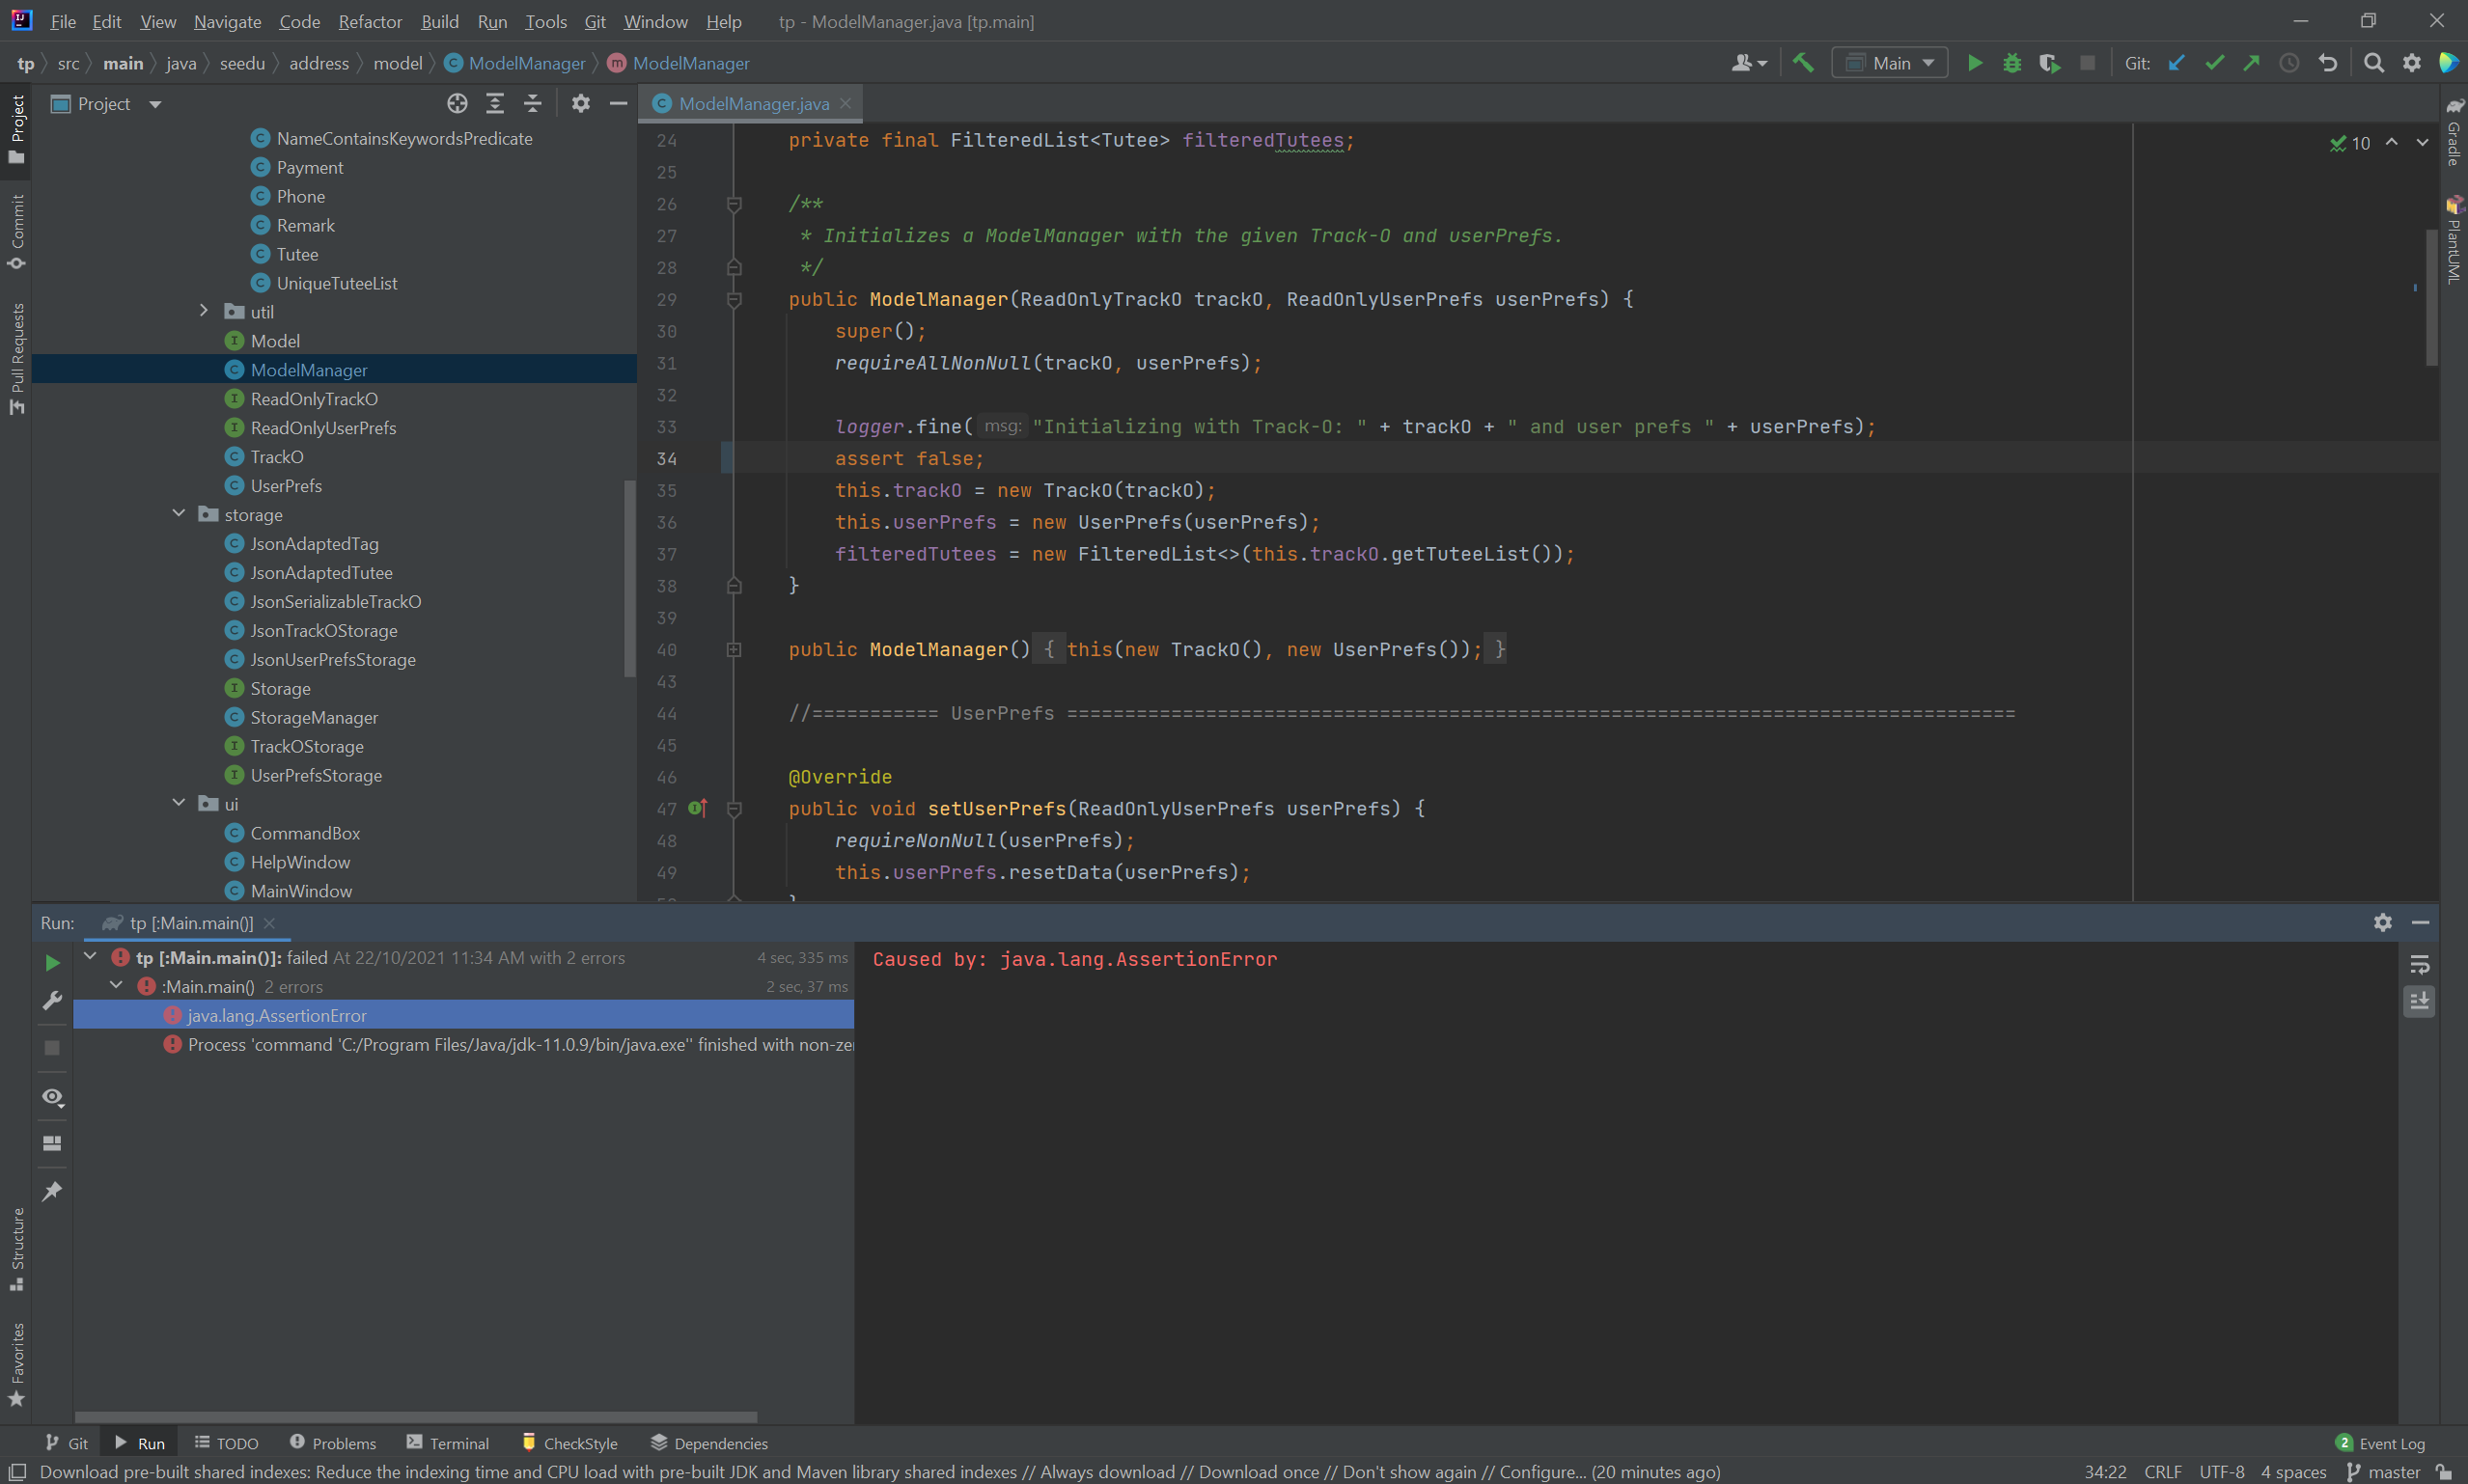 File Edit View Navigate Code Refactor Build Run Tools Git Window Help tp - ModelManager.java [tp.main]
tp src main java seedu address model C ModelManager m ModelManager
Main Git:
Project
ModelManager.java
Project
Commit
Pull Requests
Structure
Favorites
NameContainsKeywordsPredicate
Payment
Phone
Remark
Tutee
UniqueTuteeList
util
Model
ModelManager
ReadOnlyTrackO
ReadOnlyUserPrefs
TrackO
UserPrefs
storage
JsonAdaptedTag
JsonAdaptedTutee
JsonSerializableTrackO
JsonTrackOStorage
JsonUserPrefsStorage
Storage
StorageManager
TrackOStorage
UserPrefsStorage
ui
CommandBox
HelpWindow
MainWindow
24 private final FilteredList<Tutee> filteredTutees;
25
26 /**
27 * Initializes a ModelManager with the given Track-O and userPrefs.
28 */
29 public ModelManager(ReadOnlyTrackO trackO, ReadOnlyUserPrefs userPrefs) {
30 super();
31 requireAllNonNull(trackO, userPrefs);
32
33 logger.fine( msg: "Initializing with Track-O: " + trackO + " and user prefs " + userPrefs);
34 assert false;
35 this.trackO = new TrackO(trackO);
36 this.userPrefs = new UserPrefs(userPrefs);
37 filteredTutees = new FilteredList<>(this.trackO.getTuteeList());
38 }
39
40 public ModelManager() { this(new TrackO(), new UserPrefs()); }
43
44 //=========== UserPrefs ==================================================================================
45
46 @Override
47 public void setUserPrefs(ReadOnlyUserPrefs userPrefs) {
48 requireNonNull(userPrefs);
49 this.userPrefs.resetData(userPrefs);
10
Gradle
PlantUML
Run: tp [:Main.main()]
tp [:Main.main()]: failed At 22/10/2021 11:34 AM with 2 errors 4 sec, 335 ms
:Main.main() 2 errors 2 sec, 37 ms
java.lang.AssertionError
Process 'command 'C:/Program Files/Java/jdk-11.0.9/bin/java.exe'' finished with non-ze
Caused by: java.lang.AssertionError
Git Run TODO Problems Terminal CheckStyle Dependencies 2 Event Log
Download pre-built shared indexes: Reduce the indexing time and CPU load with pre-built JDK and Maven library shared indexes // Always download // Download once // Don't show again // Configure... (20 minutes ago) 34:22 CRLF UTF-8 4 spaces master